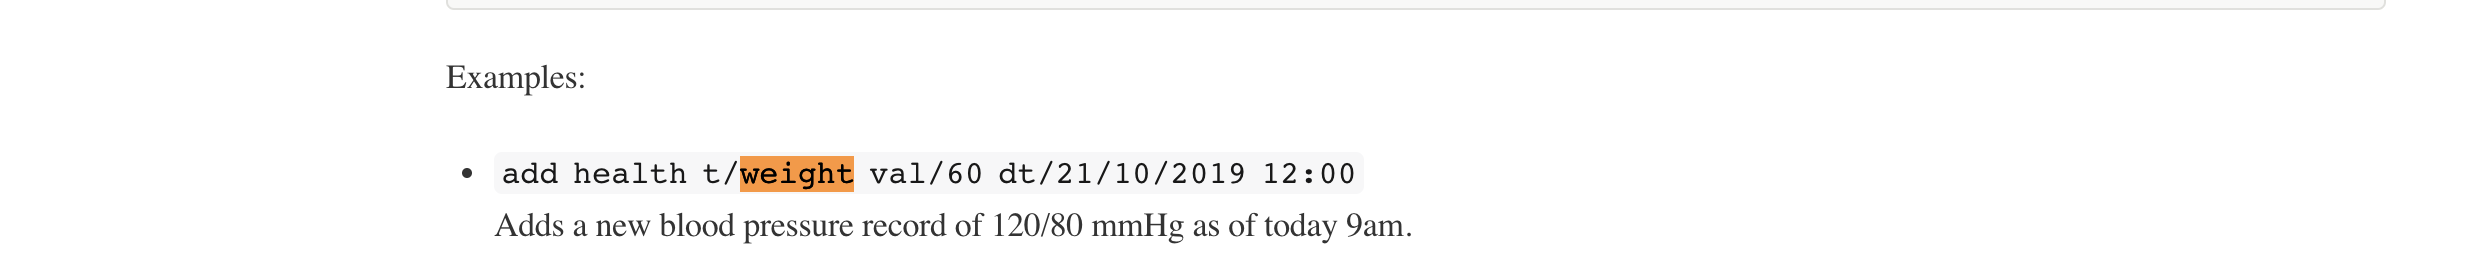 Examples:
add health t/weight val/60 dt/21/10/2019 12:00
Adds a new blood pressure record of 120/80 mmHg as of today 9am.